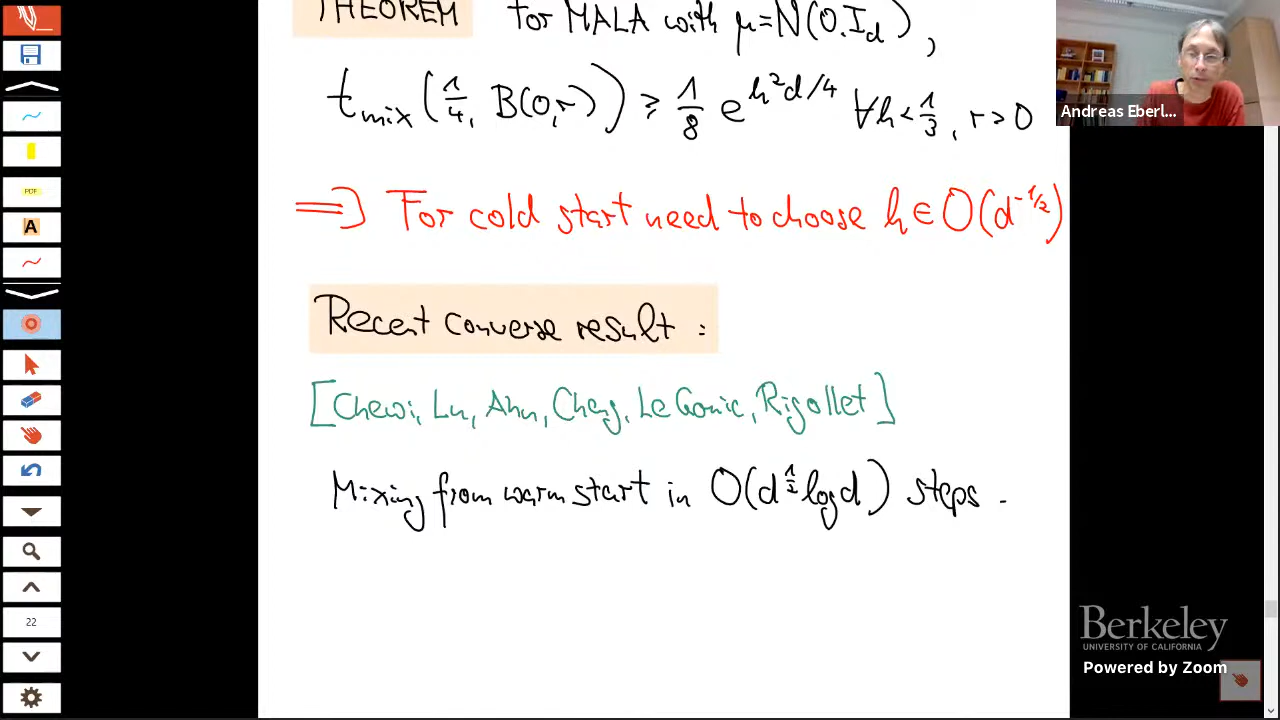 THEOREM for MALA with μ=N(0,I_d),
t_mix(1/4, B(0,r)) ≥ 1/8 e^{h²d/4} ∀h<1/3, r>0
Andreas Eberl...
⟹ For cold start need to choose h∈O(d^{-1/2})
Recent converse result :
[Chewi, Lu, Ahn, Cheng, Le Gouic, Rigollet]
Mixing from warm start in O(d^{1/2} log d) steps.
PDF
A
22
Berkeley
UNIVERSITY OF CALIFORNIA
Powered by Zoom